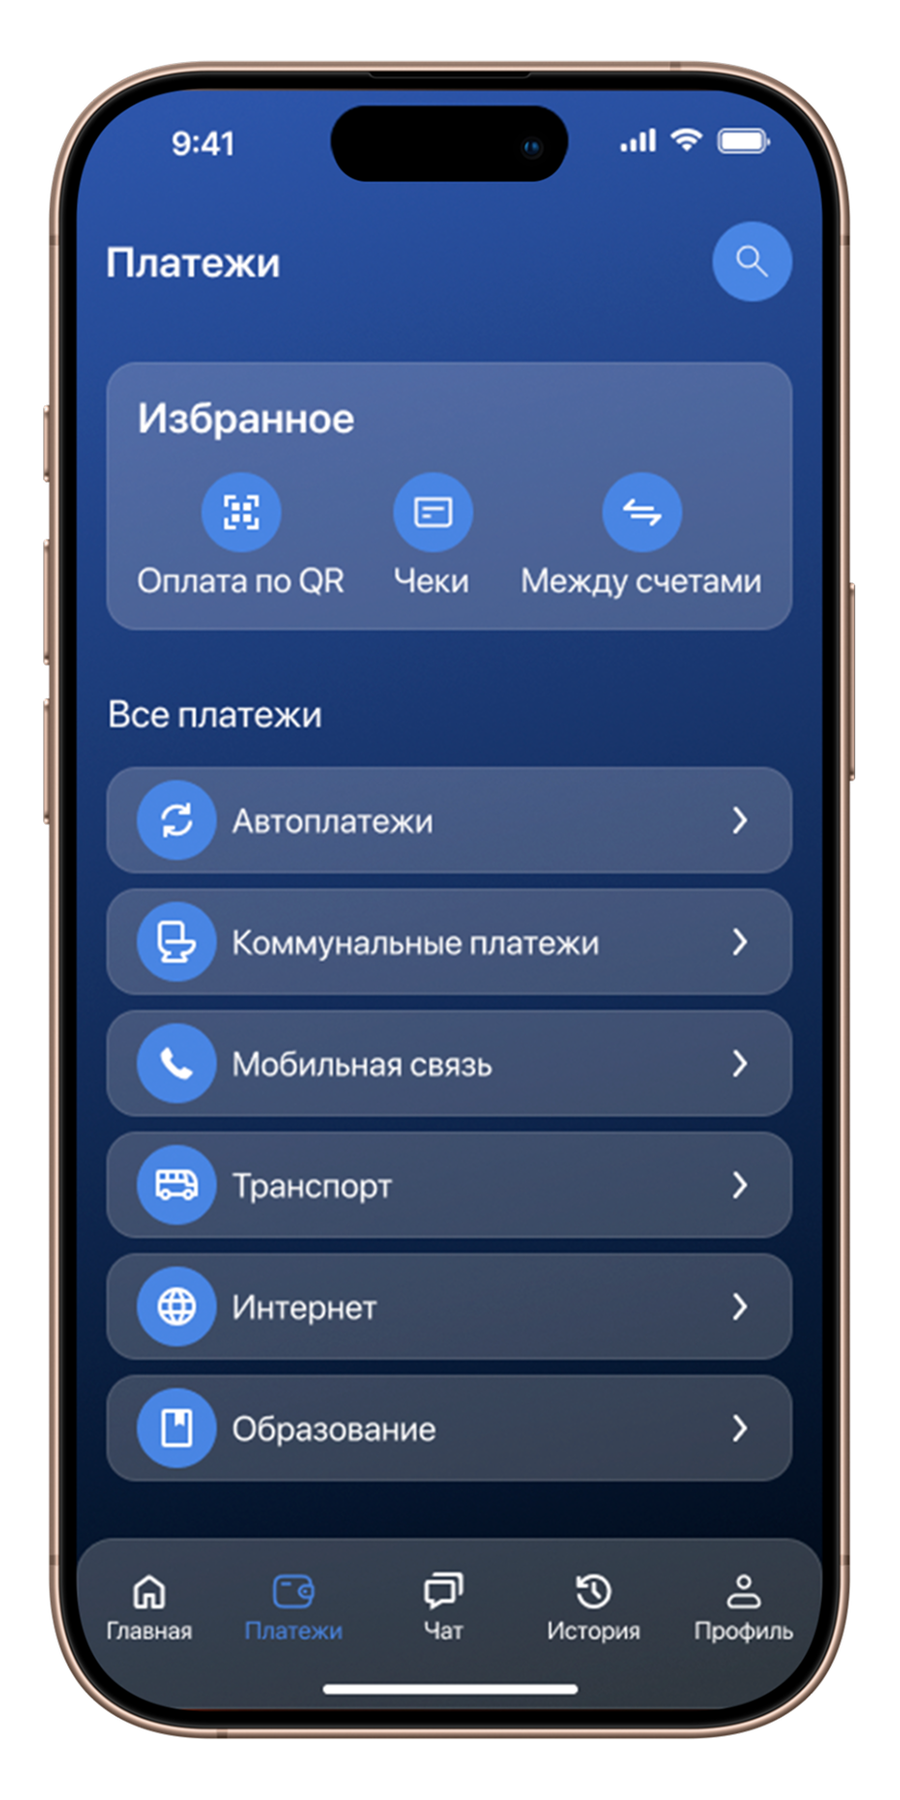 9:41
Платежи
Избранное
Оплата по QR
Чеки
Между счетами
Все платежи
Автоплатежи
Коммунальные платежи
Мобильная связь
Транспорт
Интернет
Образование
Главная
Платежи
Чат
История
Профиль